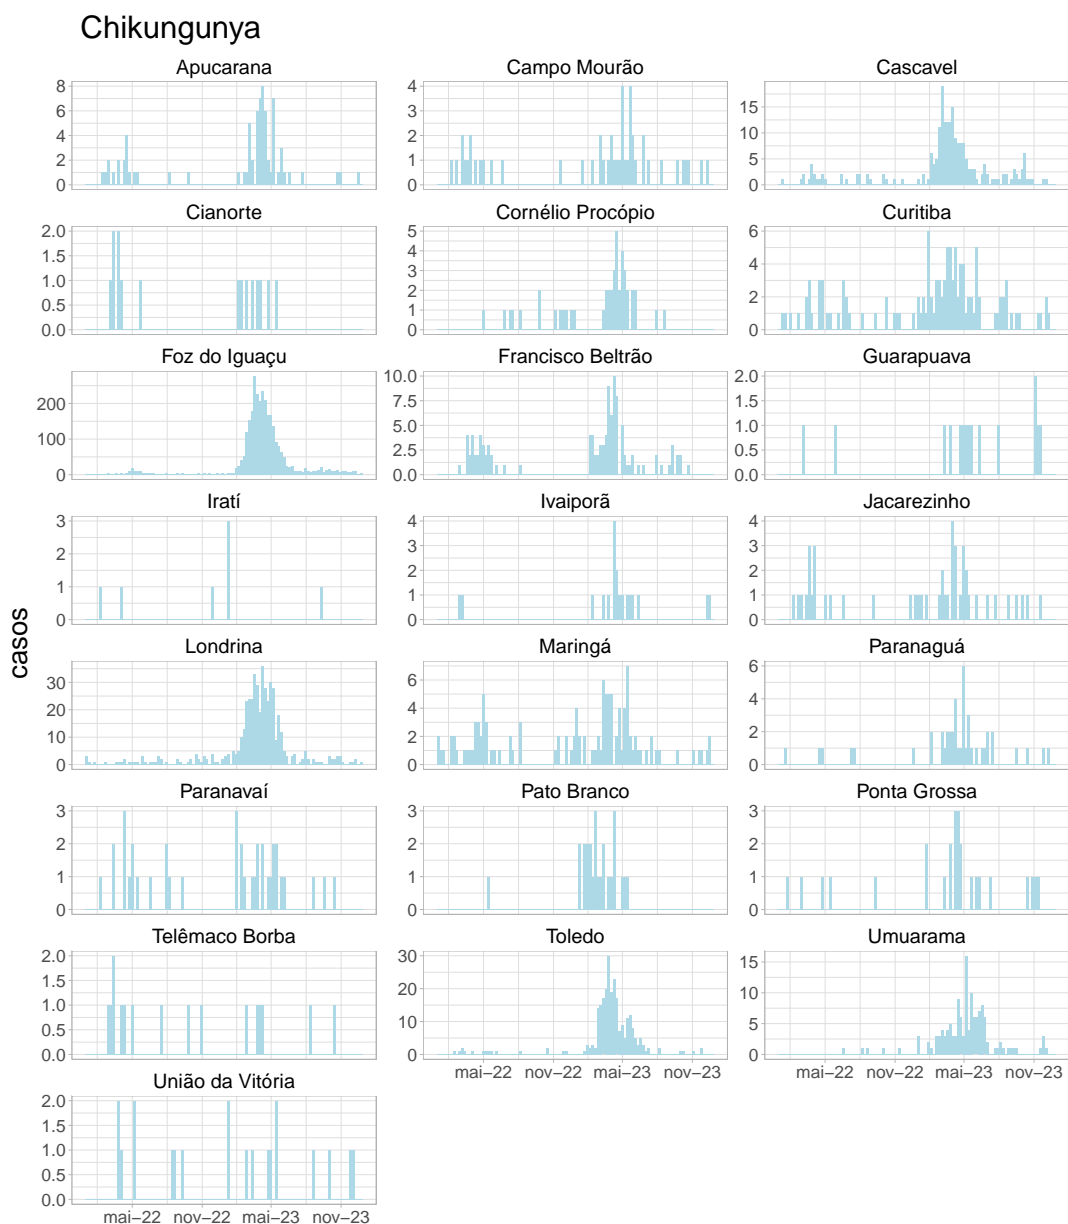 Chikungunya
casos
Apucarana Campo Mourão Cascavel
8 4
6 3 15
4 2 10
2 1 5
0 0 0
Cianorte Cornélio Procópio Curitiba
2.0 5 6
1.5 4
1.0 3 4
0.5 2 2
0.0 1
0 0
Foz do Iguaçu Francisco Beltrão Guarapuava
10.0 2.0
200 7.5 1.5
100 5.0 1.0
2.5 0.5
0 0.0 0.0
Iratí Ivaiporã Jacarezinho
3 4 4
2 3 3
1 2 2
0 1 1
0 0
Londrina Maringá Paranaguá
30 6 6
20 4 4
10 2 2
0 0 0
Paranavaí Pato Branco Ponta Grossa
3 3 3
2 2 2
1 1 1
0 0 0
Telêmaco Borba Toledo Umuarama
2.0 30 15
1.5 20 10
1.0 10 5
0.5
0.0 0 0
mai–22 nov–22 mai–23 nov–23 mai–22 nov–22 mai–23 nov–23
União da Vitória
2.0
1.5
1.0
0.5
0.0
mai–22 nov–22 mai–23 nov–23